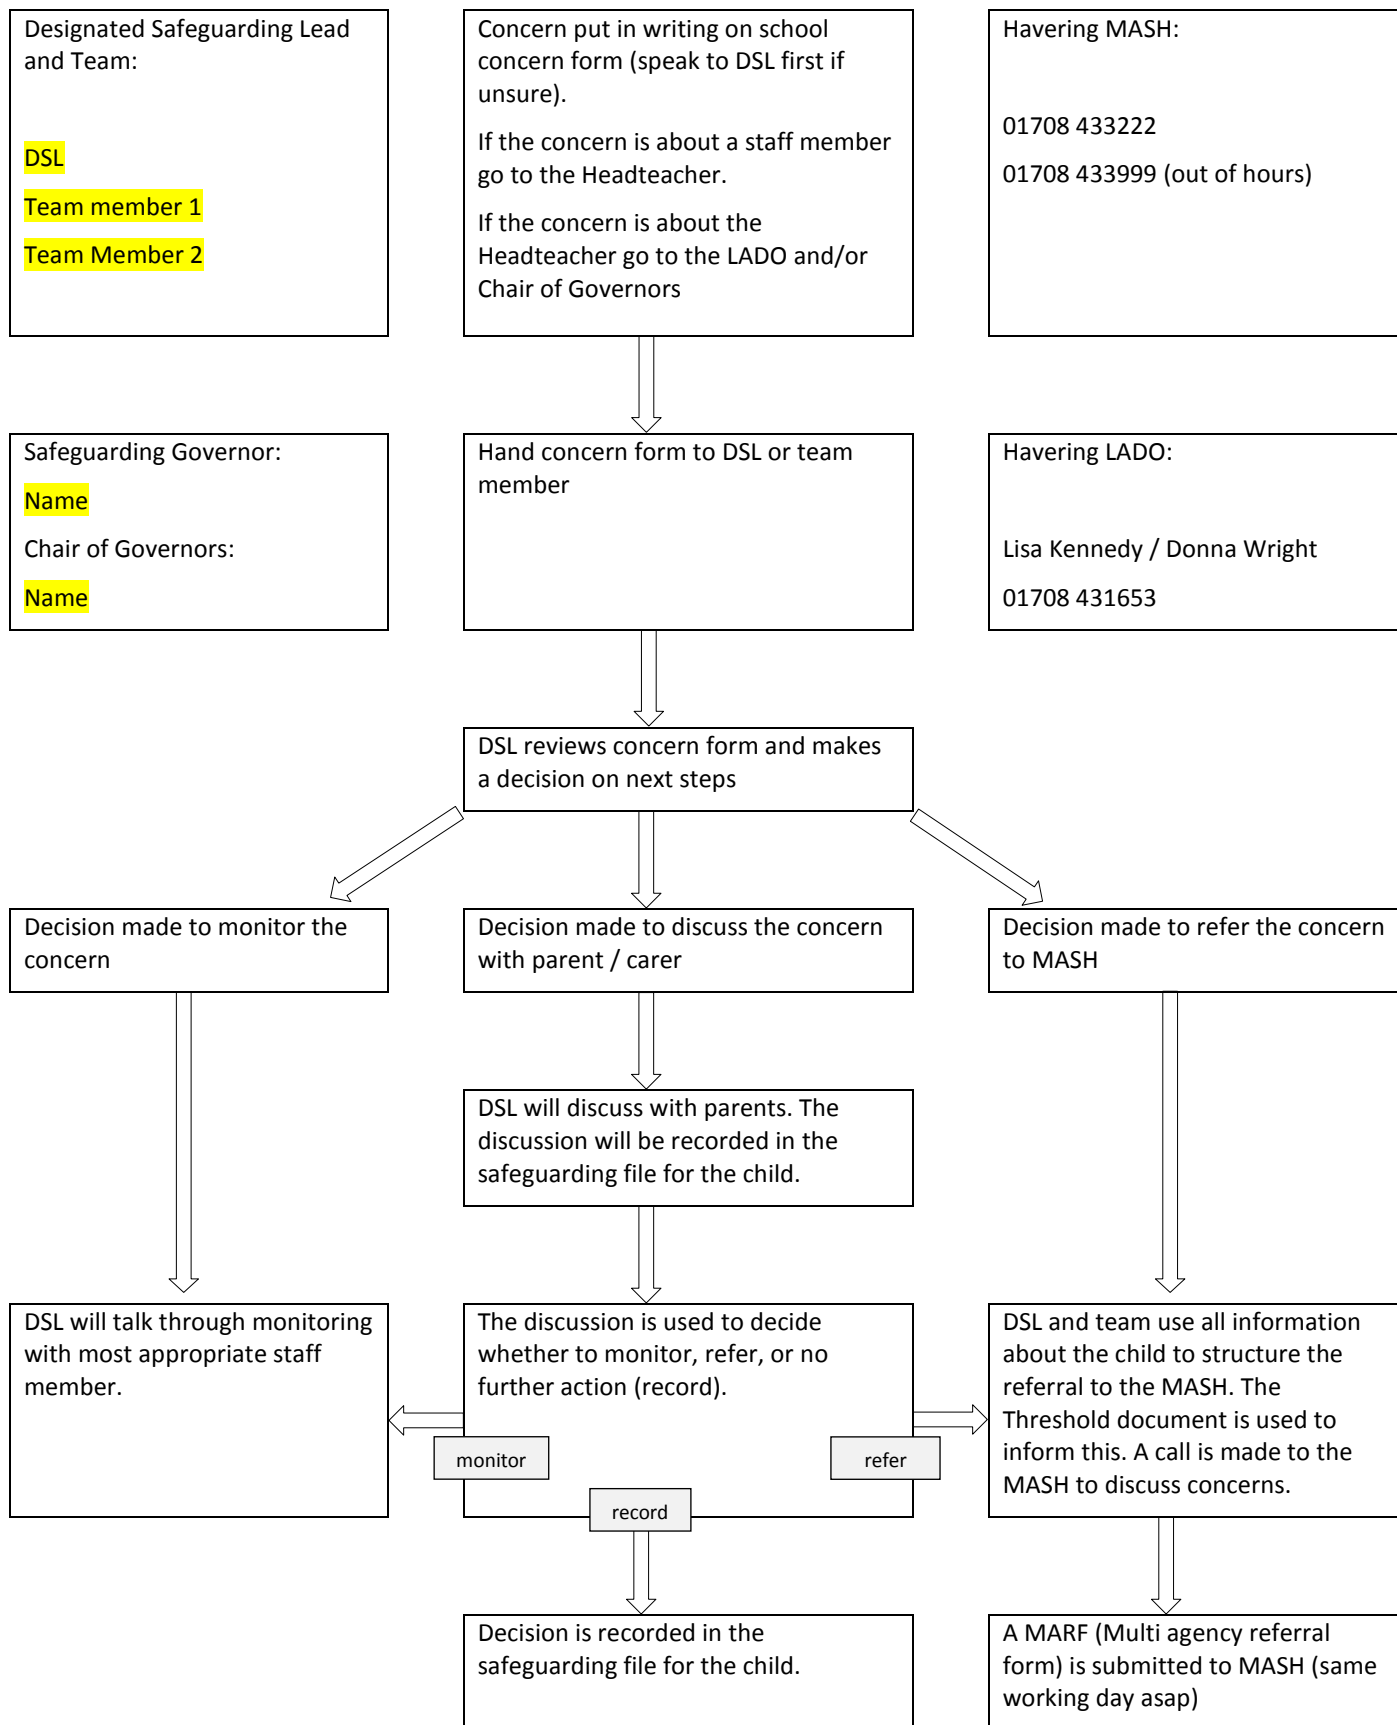 Designated Safeguarding Lead
and Team:
DSL
Team member 1
Team Member 2
Concern put in writing on school
concern form (speak to DSL first if
unsure).
If the concern is about a staff member
go to the Headteacher.
If the concern is about the
Headteacher go to the LADO and/or
Chair of Governors
Havering MASH:
01708 433222
01708 433999 (out of hours)
Safeguarding Governor:
Name
Chair of Governors:
Name
Hand concern form to DSL or team
member
Havering LADO:
Lisa Kennedy / Donna Wright
01708 431653
DSL reviews concern form and makes
a decision on next steps
Decision made to monitor the
concern
Decision made to discuss the concern
with parent / carer
Decision made to refer the concern
to MASH
DSL will discuss with parents. The
discussion will be recorded in the
safeguarding file for the child.
DSL will talk through monitoring
with most appropriate staff
member.
The discussion is used to decide
whether to monitor, refer, or no
further action (record).
monitor
refer
record
DSL and team use all information
about the child to structure the
referral to the MASH. The
Threshold document is used to
inform this. A call is made to the
MASH to discuss concerns.
Decision is recorded in the
safeguarding file for the child.
A MARF (Multi agency referral
form) is submitted to MASH (same
working day asap)